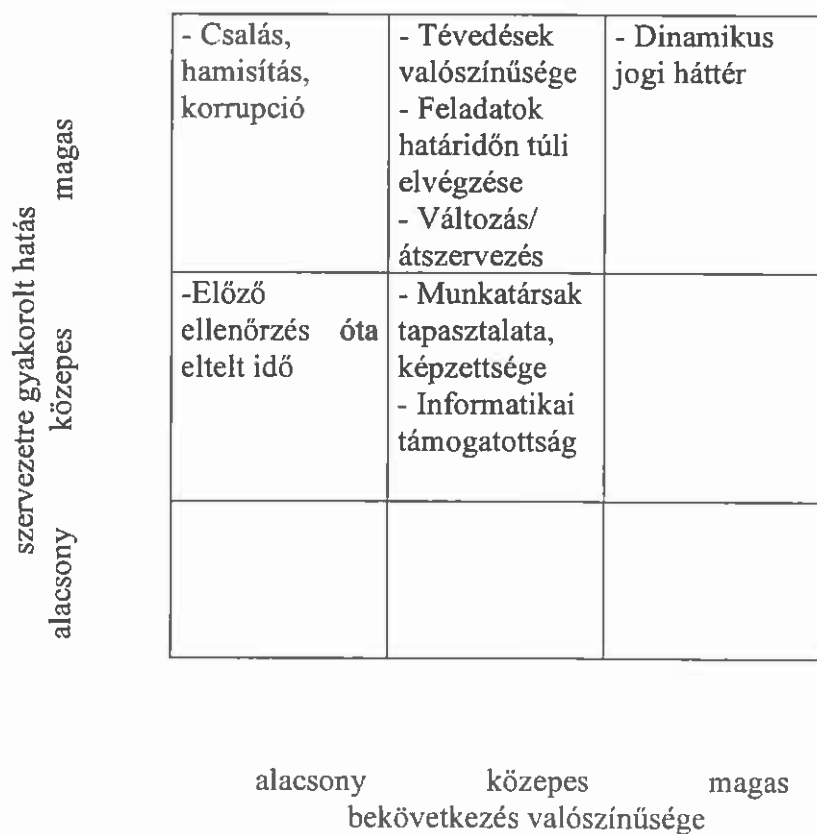 szervezetre gyakorolt hatás
magas
közepes
alacsony
- Csalás,
hamisítás,
korrupció
- Tévedések
valószínűsége
- Feladatok
határidőn túli
elvégzése
- Változás/
átszervezés
- Dinamikus
jogi háttér
-Előző
ellenőrzés óta
eltelt idő
- Munkatársak
tapasztalata,
képzettsége
- Informatikai
támogatottság
alacsony közepes magas
bekövetkezés valószínűsége